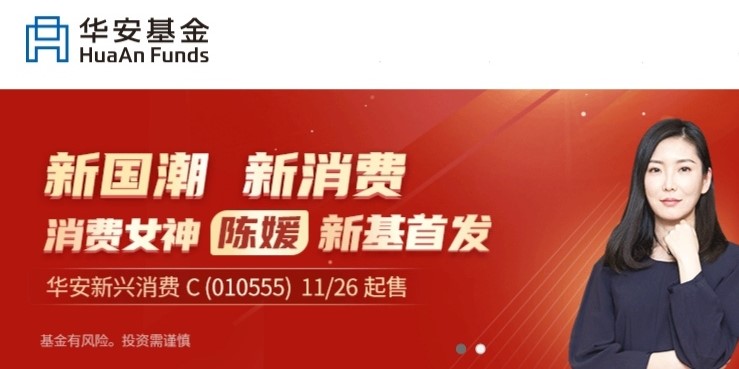 华安基金
HuaAn Funds
新国潮 新消费
消费女神 陈媛 新基首发
华安新兴消费 C (010555) 11/26 起售
基金有风险。投资需谨慎